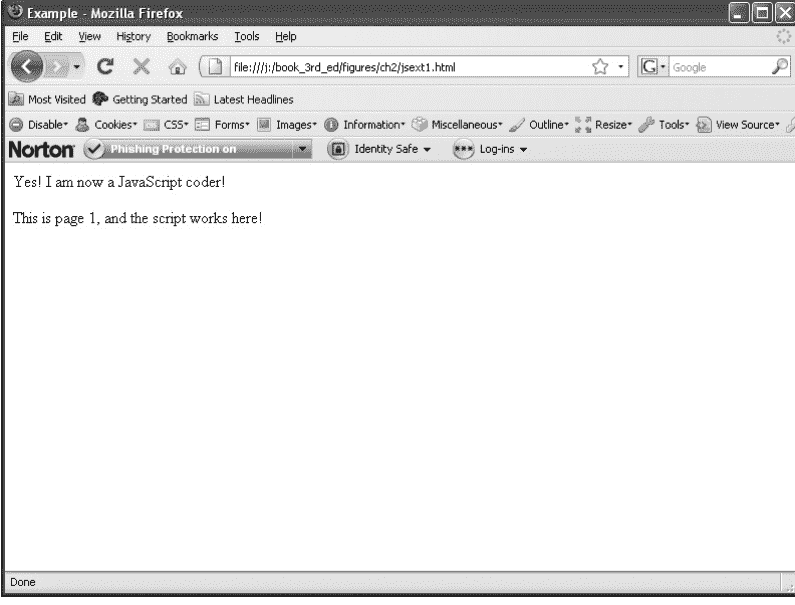 Example - Mozilla Firefox
File Edit View History Bookmarks Tools Help
file:///j:/book_3rd_ed/figures/ch2/jsext1.html G Google
Most Visited Getting Started Latest Headlines
Disable Cookies CSS Forms Images Information Miscellaneous Outline Resize Tools View Source
Norton Phishing Protection on Identity Safe Log-ins
Yes! I am now a JavaScript coder!
This is page 1, and the script works here!
Done